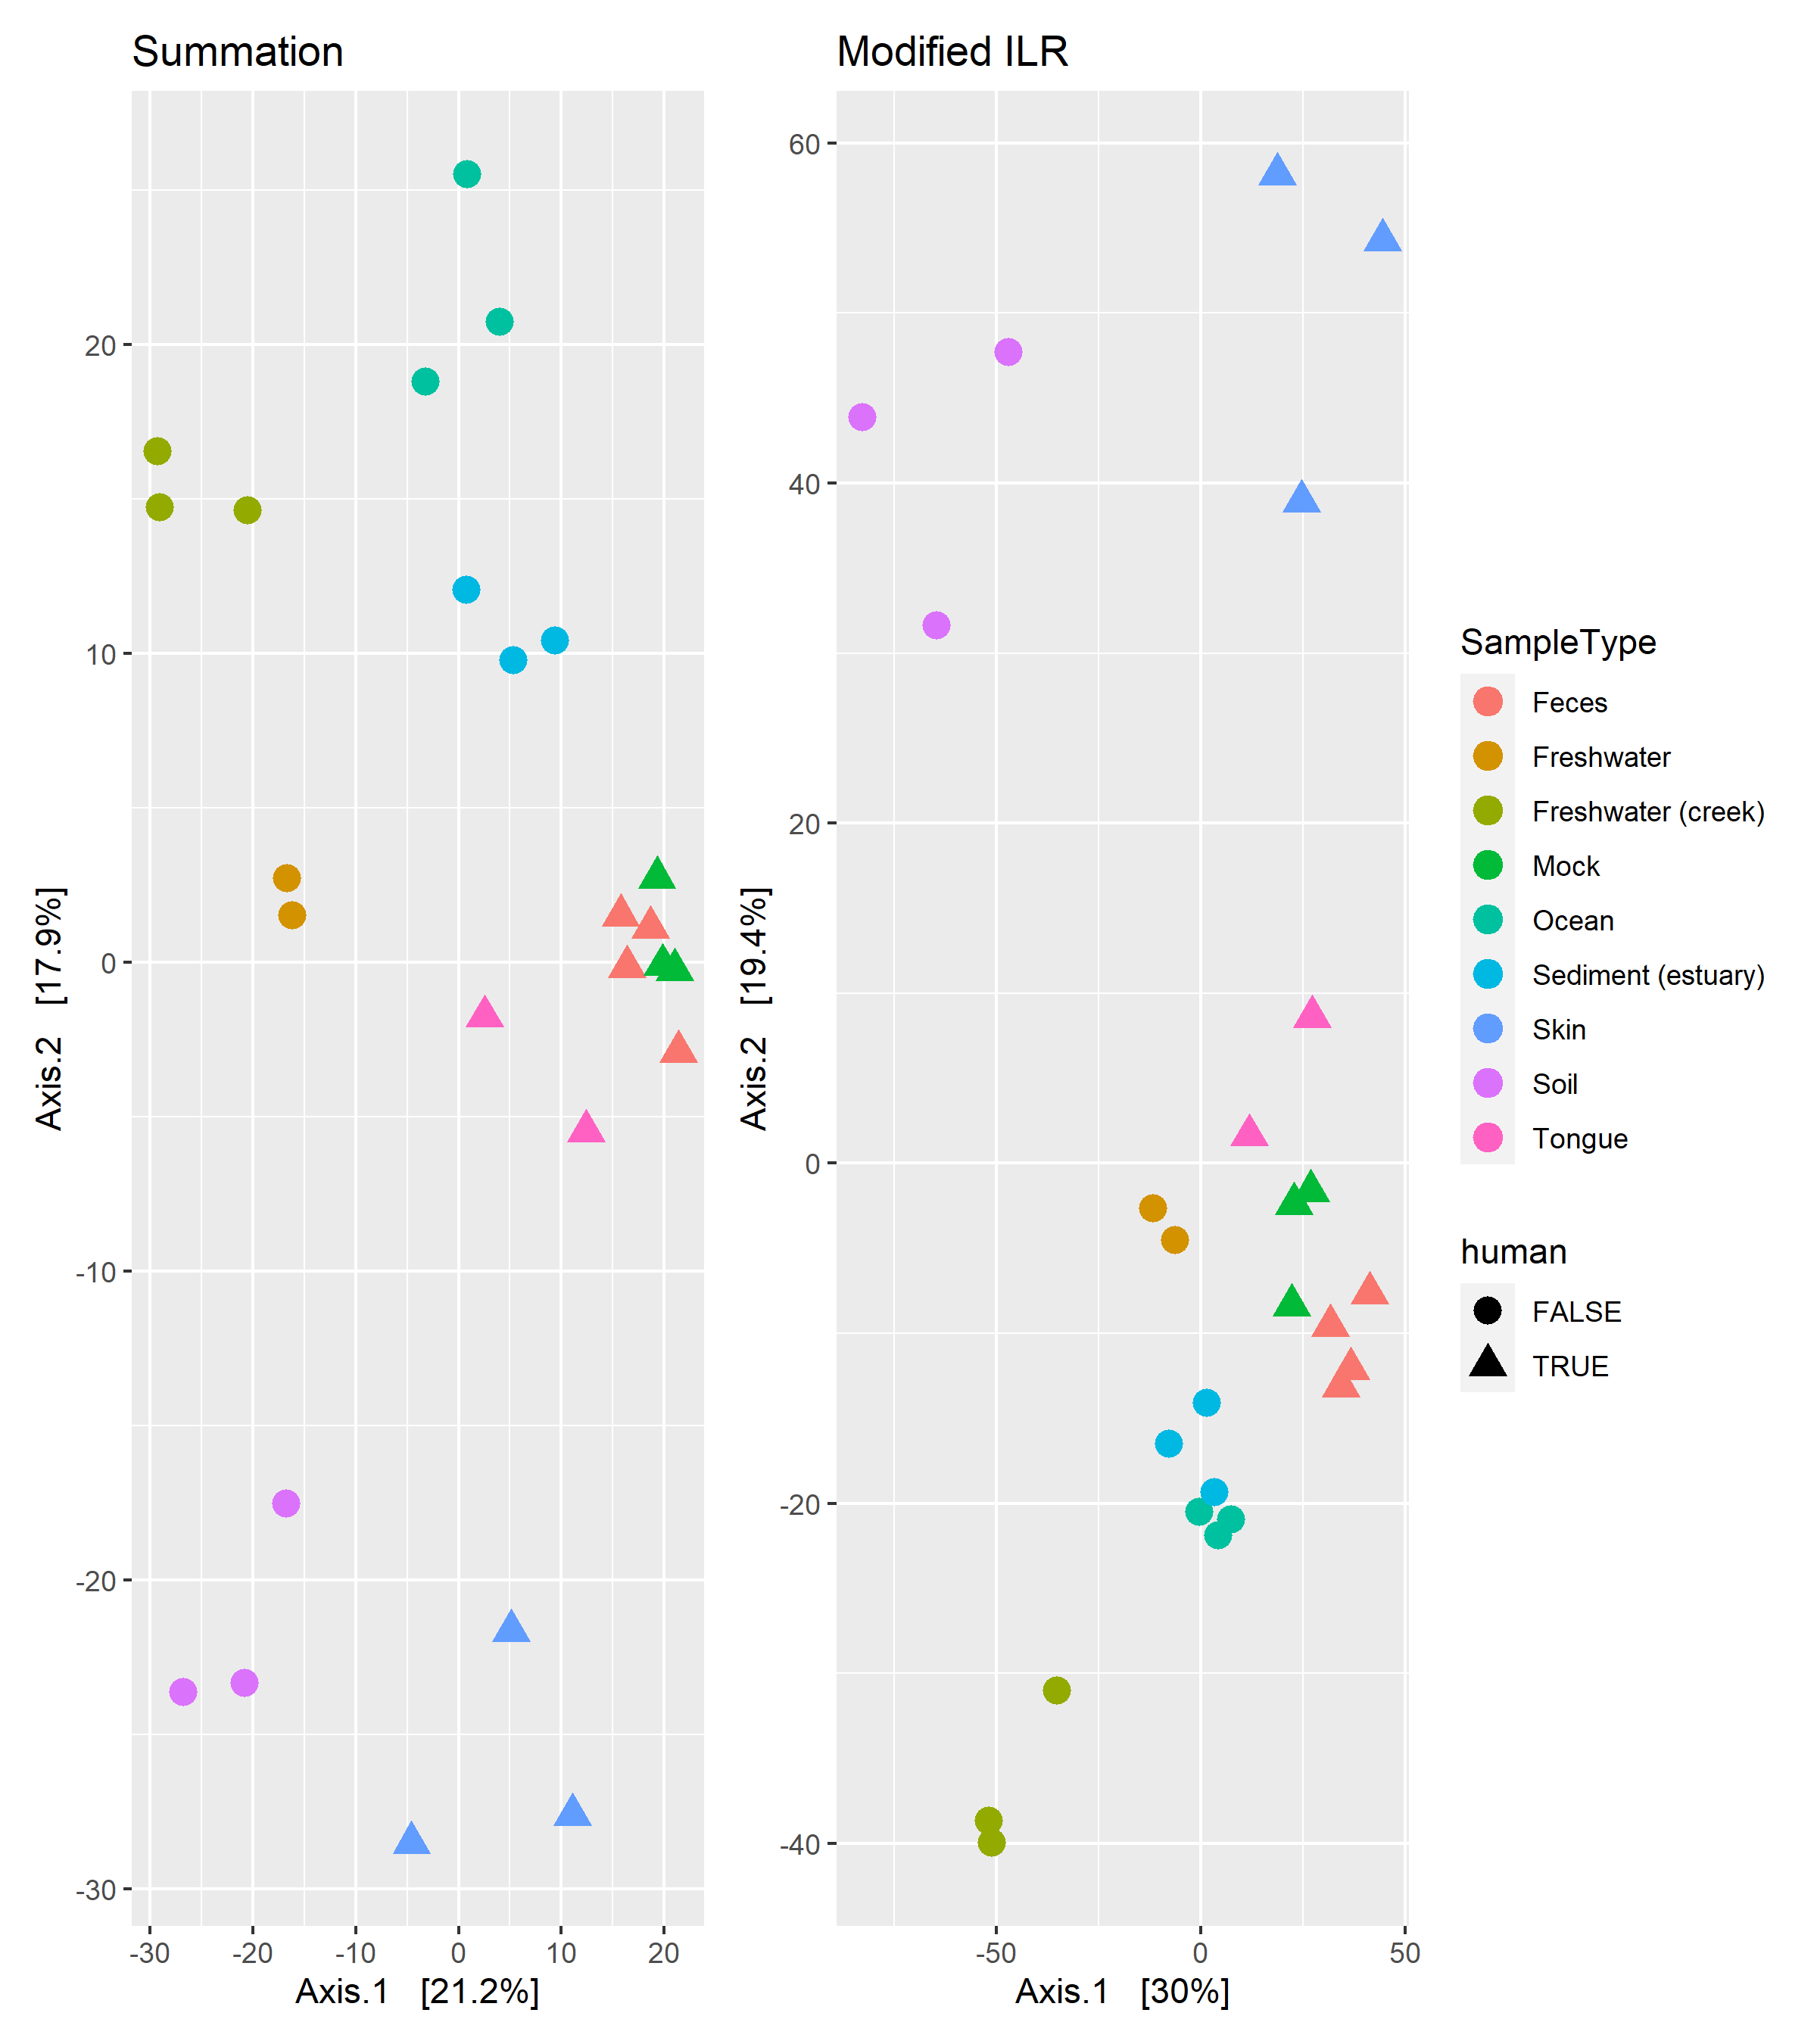 Summation
Modified ILR
20
10
0
-10
-20
-30
Axis.2 [17.9%]
-30 -20 -10 0 10 20
Axis.1 [21.2%]
60
40
20
0
-20
-40
Axis.2 [19.4%]
-50 0 50
Axis.1 [30%]
SampleType
Feces
Freshwater
Freshwater (creek)
Mock
Ocean
Sediment (estuary)
Skin
Soil
Tongue
human
FALSE
TRUE